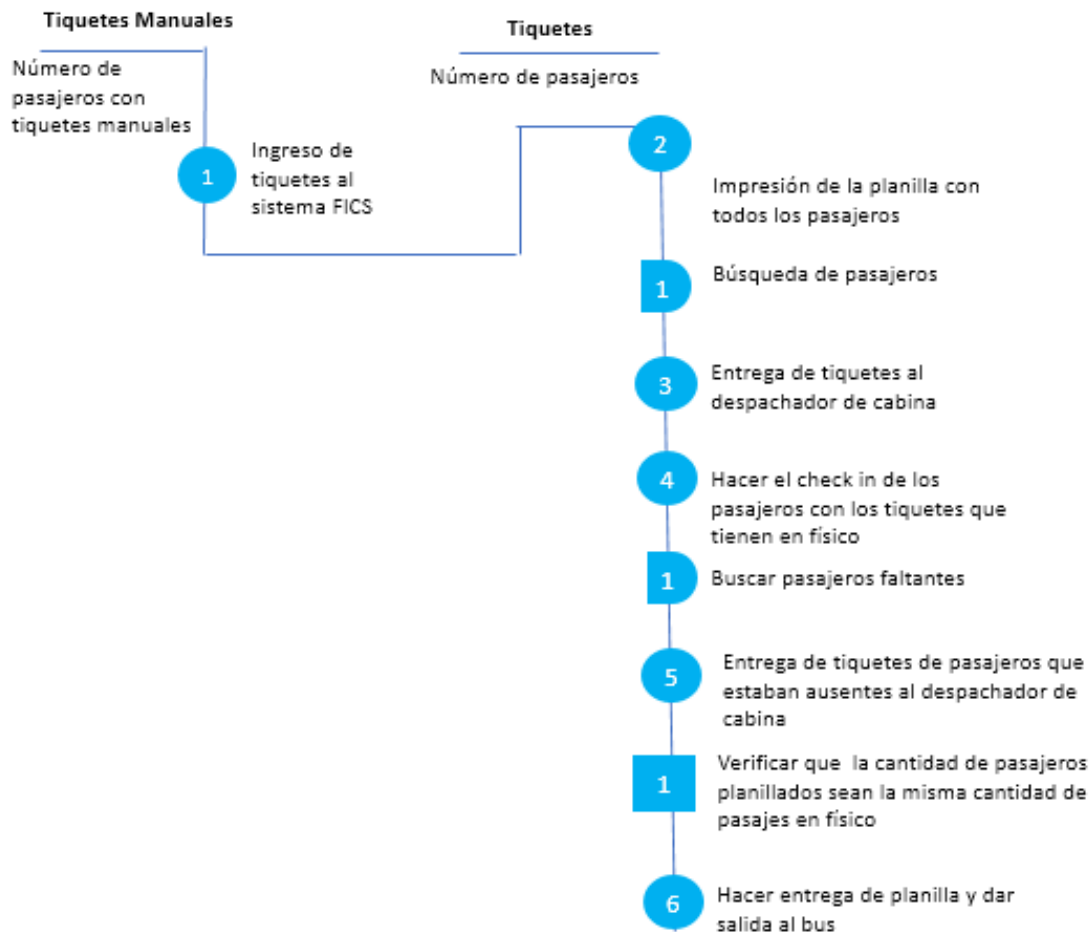 Tiquetes Manuales
Número de
pasajeros con
tiquetes manuales
1
Ingreso de
tiquetes al
sistema FICS
Tiquetes
Número de pasajeros
2
Impresión de la planilla con
todos los pasajeros
1
Búsqueda de pasajeros
3
Entrega de tiquetes al
despachador de cabina
4
Hacer el check in de los
pasajeros con los tiquetes que
tienen en físico
1
Buscar pasajeros faltantes
5
Entrega de tiquetes de pasajeros que
estaban ausentes al despachador de
cabina
1
Verificar que la cantidad de pasajeros
planillados sean la misma cantidad de
pasajes en físico
6
Hacer entrega de planilla y dar
salida al bus